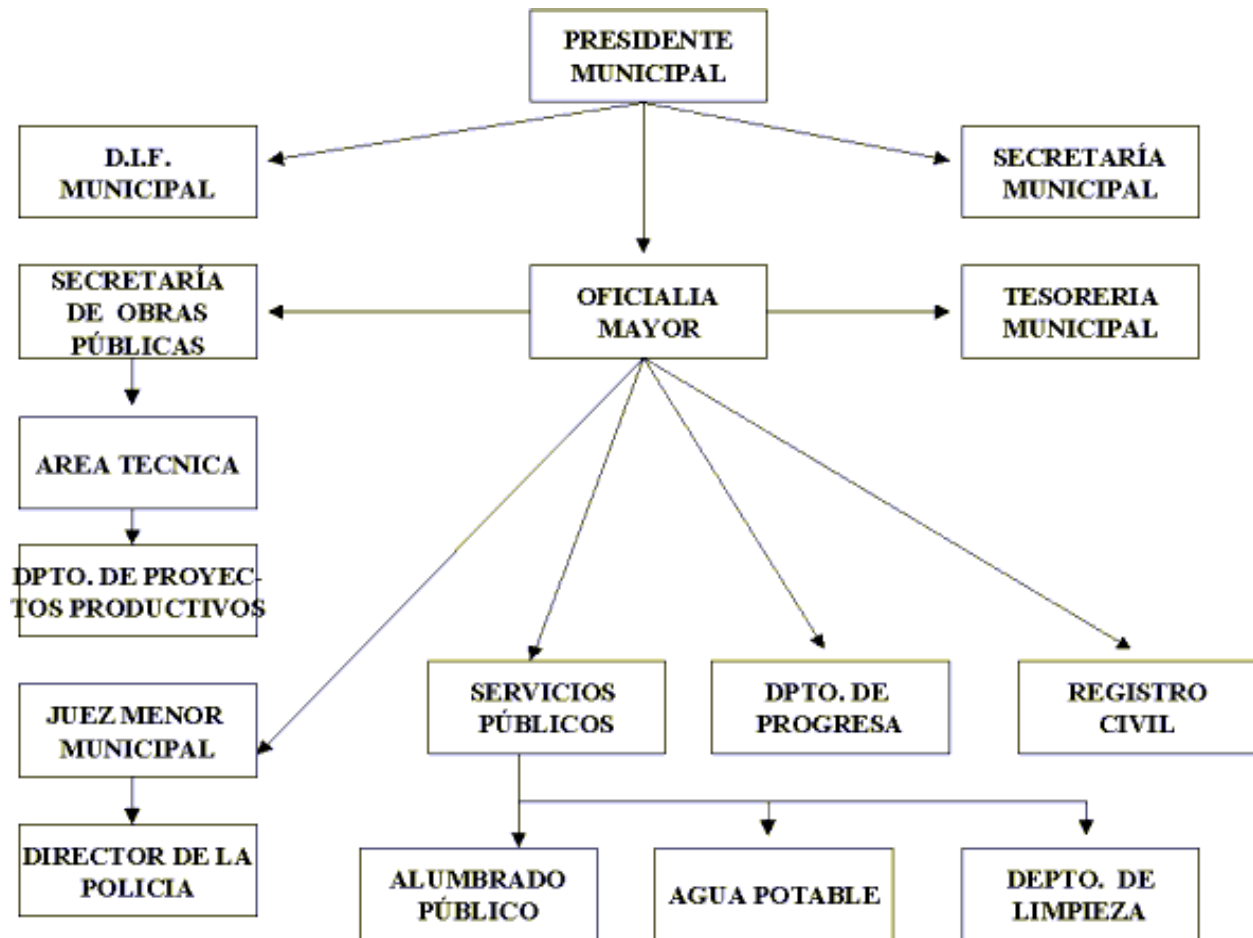 PRESIDENTE
MUNICIPAL
D.I.F.
MUNICIPAL
SECRETARÍA
MUNICIPAL
SECRETARÍA
DE OBRAS
PÚBLICAS
OFICIALIA
MAYOR
TESORERIA
MUNICIPAL
AREA TECNICA
DPTO. DE PROYEC-
TOS PRODUCTIVOS
JUEZ MENOR
MUNICIPAL
SERVICIOS
PÚBLICOS
DPTO. DE
PROGRESA
REGISTRO
CIVIL
DIRECTOR DE LA
POLICIA
ALUMBRADO
PÚBLICO
AGUA POTABLE
DEPTO. DE
LIMPIEZA